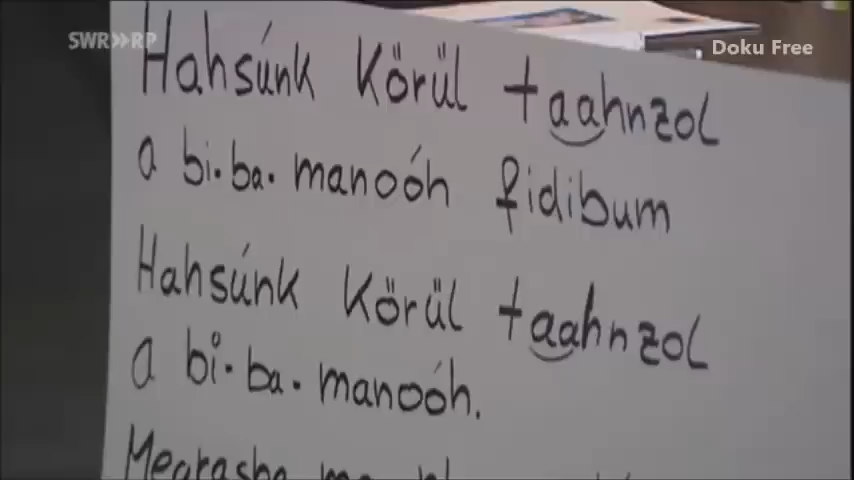 SWR>> RP
Doku Free
Hahsúnk Körül taahnzol
a bi·ba·manoóh fidibum
Hahsúnk Körül taahnzol
a bi·ba·manoóh.